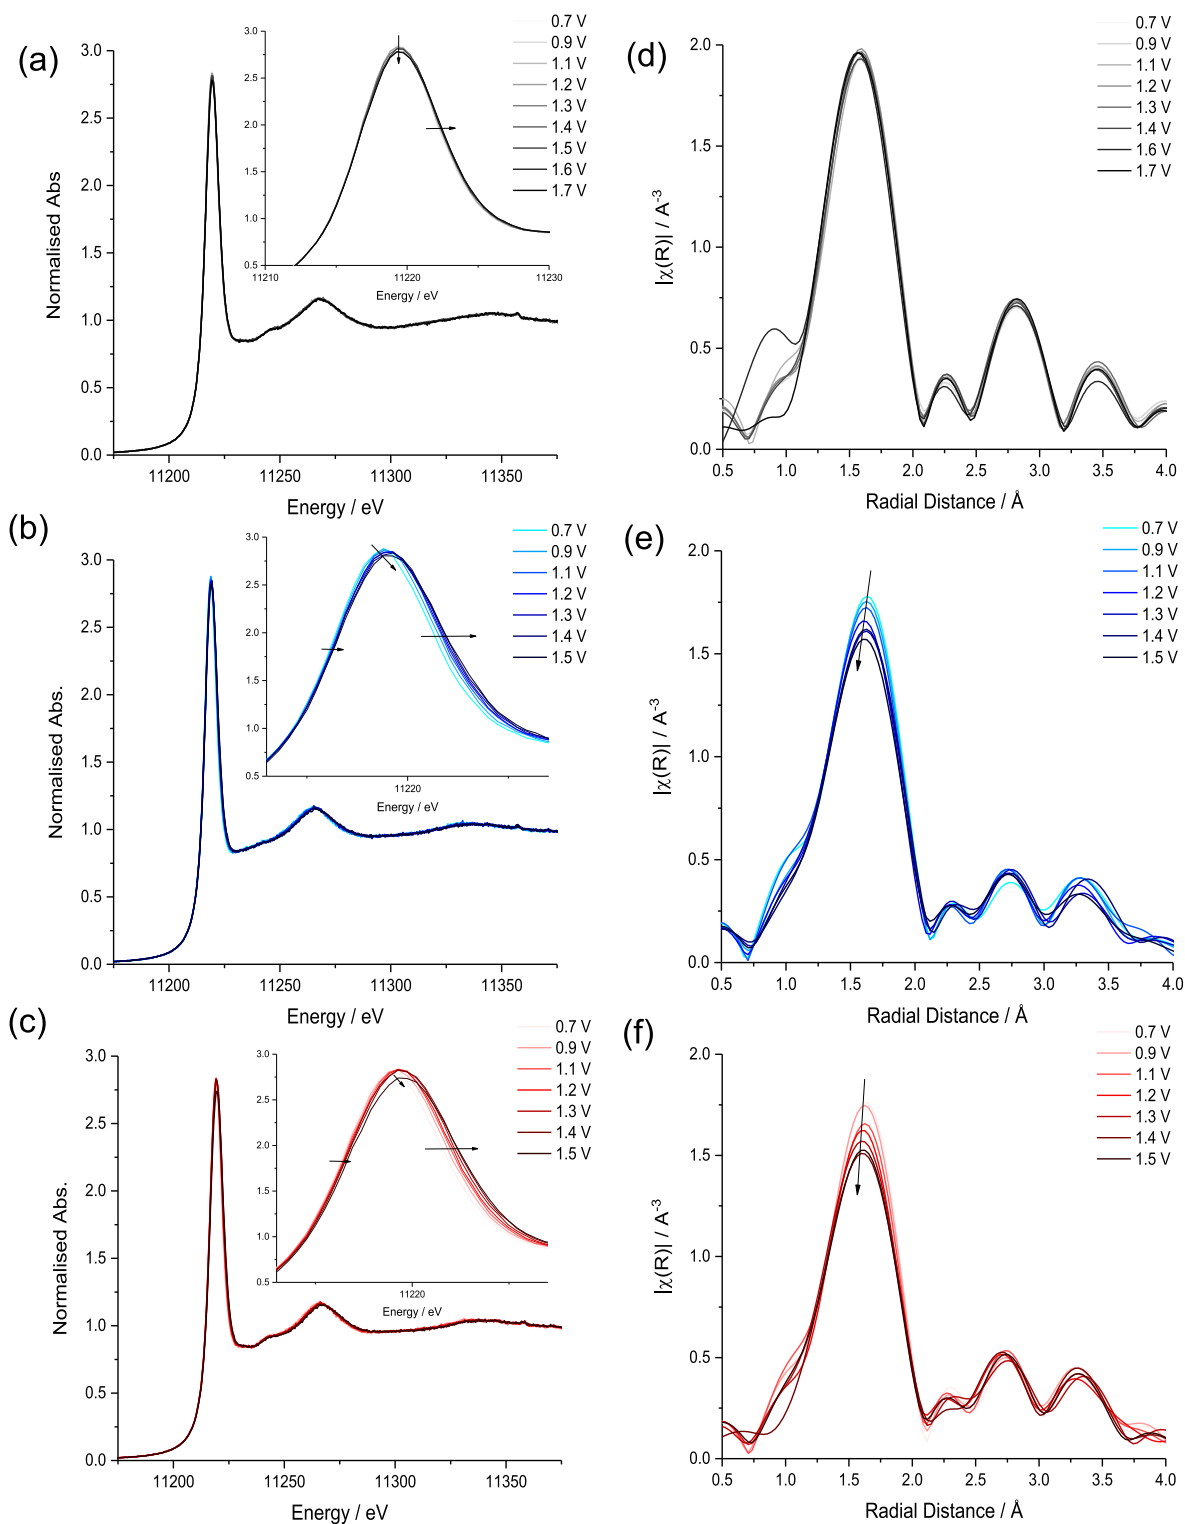 (a)
Normalised Abs
3.0
2.5
2.0
1.5
1.0
0.5
0.0
11200
11250
11300
11350
Energy / eV
3.0
2.5
2.0
1.5
1.0
0.5
11210
11220
11230
Energy / eV
0.7 V
0.9 V
1.1 V
1.2 V
1.3 V
1.4 V
1.5 V
1.6 V
1.7 V
(d)
|χ(R)| / A⁻³
2.0
1.5
1.0
0.5
0.0
0.5
1.0
1.5
2.0
2.5
3.0
3.5
4.0
Radial Distance / Å
0.7 V
0.9 V
1.1 V
1.2 V
1.3 V
1.4 V
1.6 V
1.7 V
(b)
Normalised Abs.
3.0
2.5
2.0
1.5
1.0
0.5
0.0
11200
11250
11300
11350
Energy / eV
3.0
2.5
2.0
1.5
1.0
0.5
11220
Energy / eV
0.7 V
0.9 V
1.1 V
1.2 V
1.3 V
1.4 V
1.5 V
(e)
|χ(R)| / A⁻³
2.0
1.5
1.0
0.5
0.0
0.5
1.0
1.5
2.0
2.5
3.0
3.5
4.0
Radial Distance / Å
0.7 V
0.9 V
1.1 V
1.2 V
1.3 V
1.4 V
1.5 V
(c)
Normalised Abs.
3.0
2.5
2.0
1.5
1.0
0.5
0.0
11200
11250
11300
11350
Energy / eV
3.0
2.5
2.0
1.5
1.0
0.5
11220
Energy / eV
0.7 V
0.9 V
1.1 V
1.2 V
1.3 V
1.4 V
1.5 V
(f)
|χ(R)| / A⁻³
2.0
1.5
1.0
0.5
0.0
0.5
1.0
1.5
2.0
2.5
3.0
3.5
4.0
Radial Distance / Å
0.7 V
0.9 V
1.1 V
1.2 V
1.3 V
1.4 V
1.5 V